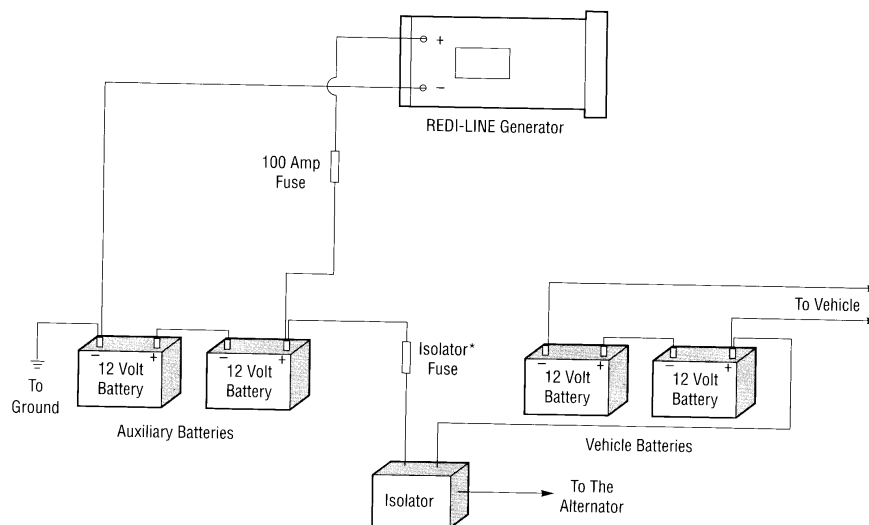 +
−
REDI-LINE Generator
100 Amp
Fuse
To Vehicle
Isolator*
Fuse
− +
12 Volt
Battery
− +
12 Volt
Battery
− +
12 Volt
Battery
− +
12 Volt
Battery
To
Ground
Auxiliary Batteries
Vehicle Batteries
Isolator
To The
Alternator